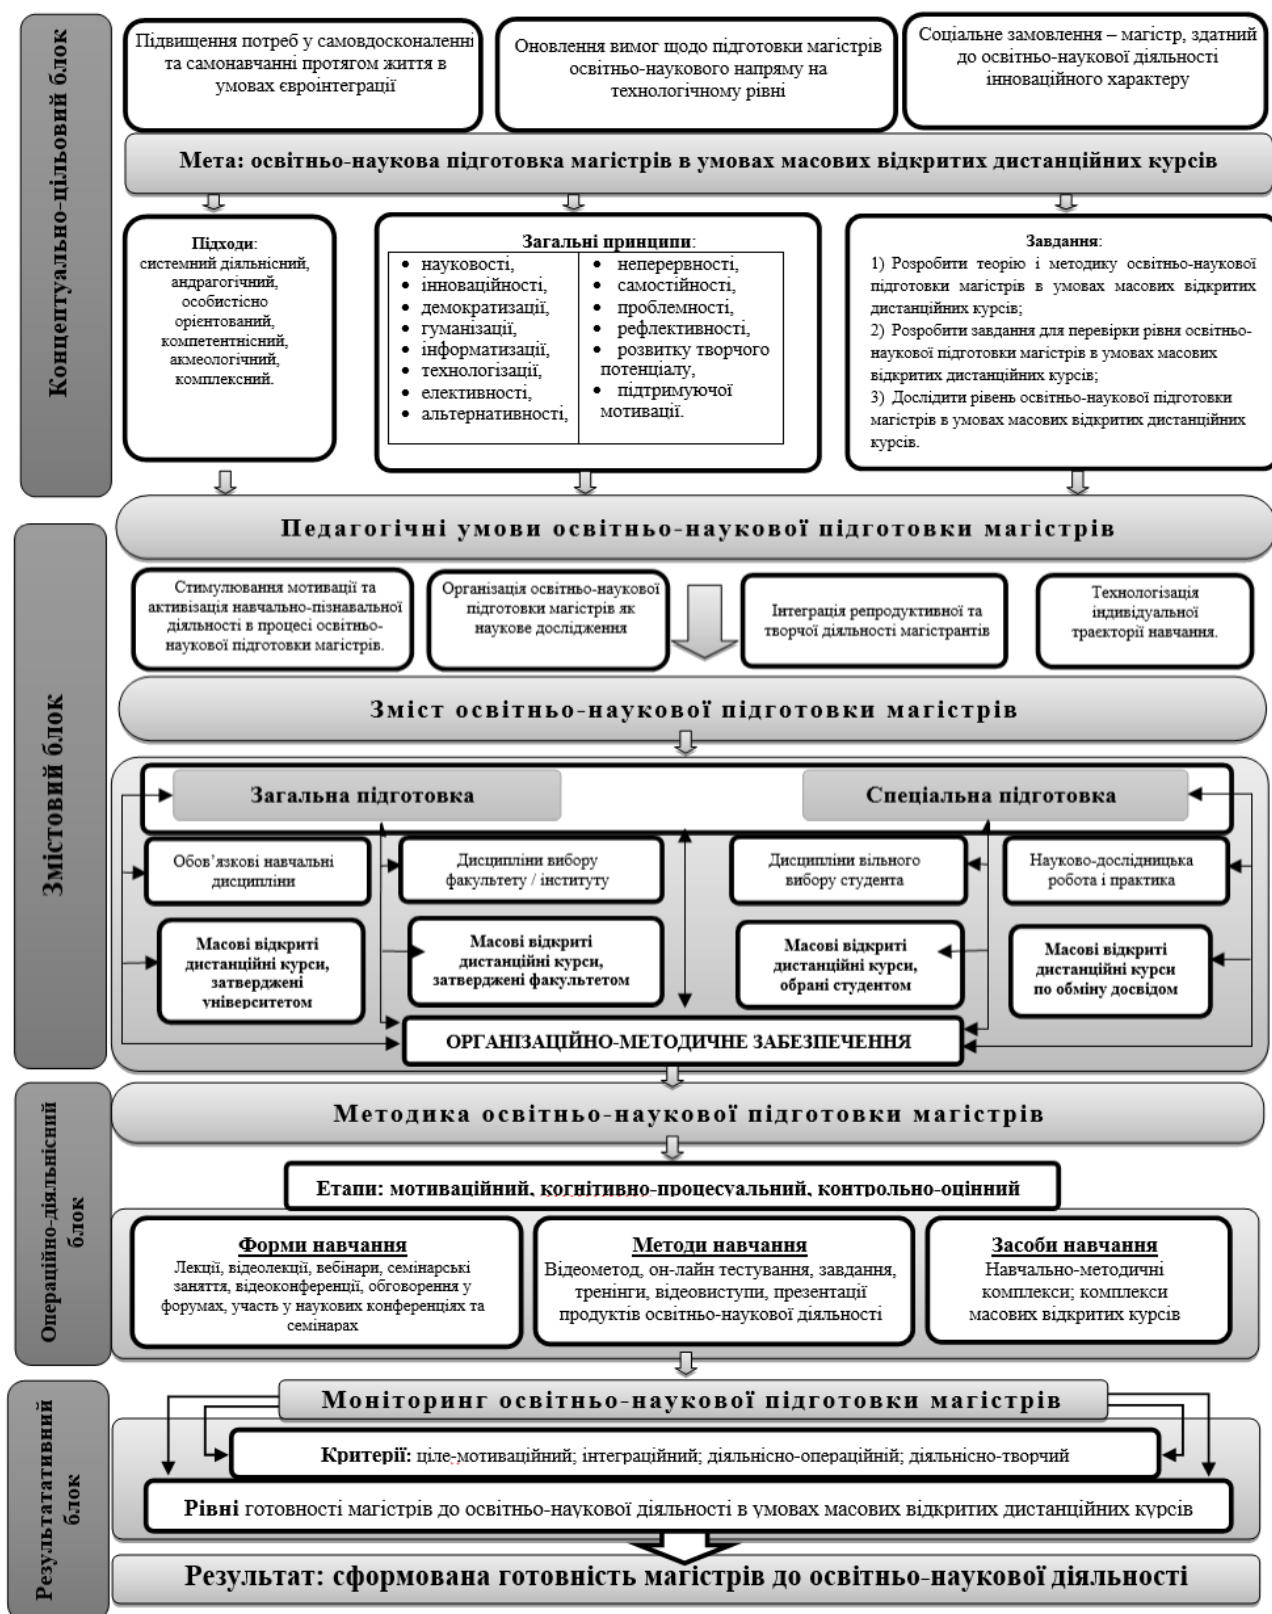 Концептуально-цільовий блок
Підвищення потреб у самовдосконаленні
та самонавчанні протягом життя в
умовах євроінтеграції
Оновлення вимог щодо підготовки магістрів
освітньо-наукового напряму на
технологічному рівні
Соціальне замовлення – магістр, здатний
до освітньо-наукової діяльності
інноваційного характеру
Мета: освітньо-наукова підготовка магістрів в умовах масових відкритих дистанційних курсів
Підходи:
системний діяльнісний,
андрагогічний,
особистісно
орієнтований,
компетентнісний,
акмеологічний,
комплексний.
Загальні принципи:
• науковості,
• інноваційності,
• демократизації,
• гуманізації,
• інформатизації,
• технологізації,
• елективності,
• альтернативності,
• неперервності,
• самостійності,
• проблемності,
• рефлективності,
• розвитку творчого
потенціалу,
• підтримуючої
мотивації.
Завдання:
1) Розробити теорію і методику освітньо-наукової
підготовки магістрів в умовах масових відкритих
дистанційних курсів;
2) Розробити завдання для перевірки рівня освітньо-
наукової підготовки магістрів в умовах масових
відкритих дистанційних курсів;
3) Дослідити рівень освітньо-наукової підготовки
магістрів в умовах масових відкритих дистанційних
курсів.
Змістовий блок
Педагогічні умови освітньо-наукової підготовки магістрів
Стимулювання мотивації та
активізація навчально-пізнавальної
діяльності в процесі освітньо-
наукової підготовки магістрів.
Організація освітньо-наукової
підготовки магістрів як
наукове дослідження
Інтеграція репродуктивної та
творчої діяльності магістрантів
Технологізація
індивідуальної
траекторії навчання.
Зміст освітньо-наукової підготовки магістрів
Загальна підготовка
Спеціальна підготовка
Обов’язкові навчальні
дисципліни
Дисципліни вибору
факультету / інституту
Дисципліни вільного
вибору студента
Науково-дослідницька
робота і практика
Масові відкриті
дистанційні курси,
затверджені
університетом
Масові відкриті
дистанційні курси,
затверджені факультетом
Масові відкриті
дистанційні курси,
обрані студентом
Масові відкриті
дистанційні курси
по обміну досвідом
ОРГАНІЗАЦІЙНО-МЕТОДИЧНЕ ЗАБЕЗПЕЧЕННЯ
Операційно-діяльнісний
блок
Методика освітньо-наукової підготовки магістрів
Етапи: мотиваційний, когнитивно-процесуальний, контрольно-оцінний
Форми навчання
Лекції, відеолекції, вебінари, семінарські
заняття, відеоконференції, обговорення у
форумах, участь у наукових конференціях та
семінарах
Методи навчання
Відеометод, он-лайн тестування, завдання,
тренінги, відеовиступи, презентації
продуктів освітньо-наукової діяльності
Засоби навчання
Навчально-методичні
комплекси; комплекси
масових відкритих курсів
Результатативний
блок
Моніторинг освітньо-наукової підготовки магістрів
Критерії: ціле-мотиваційний; інтеграційний; діяльнісно-операційній; діяльнісно-творчий
Рівні готовності магістрів до освітньо-наукової діяльності в умовах масових відкритих дистанційних курсів
Результат: сформована готовність магістрів до освітньо-наукової діяльності